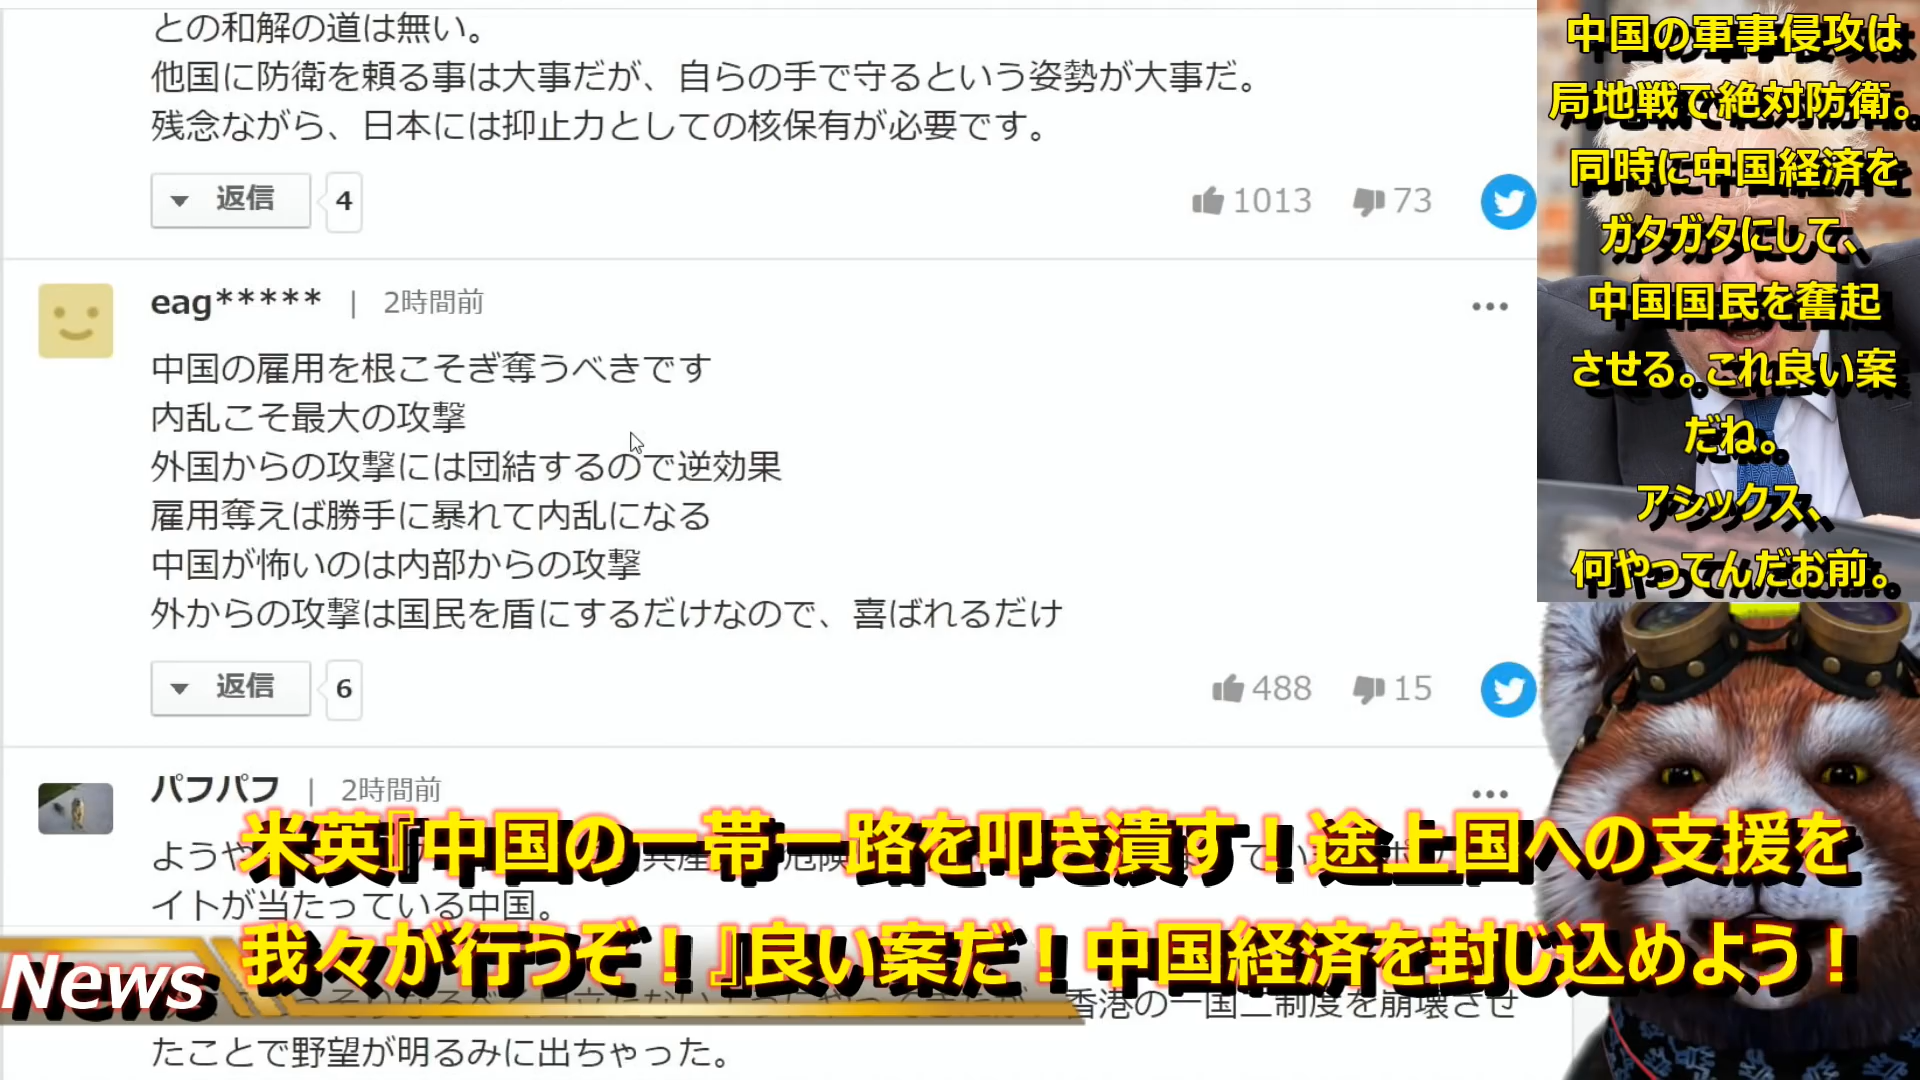 との和解の道は無い。
他国に防衛を頼る事は大事だが、自らの手で守るという姿勢が大事だ。
残念ながら、日本には抑止力としての核保有が必要です。
返信 4
1013 73
eag***** | 2時間前
中国の雇用を根こそぎ奪うべきです
内乱こそ最大の攻撃
外国からの攻撃には団結するので逆効果
雇用奪えば勝手に暴れて内乱になる
中国が怖いのは内部からの攻撃
外からの攻撃は国民を盾にするだけなので、喜ばれるだけ
返信 6
488 15
パフパフ | 2時間前
ようや
イトが当たっている中国。
香港の一国二制度を崩壊させ
たことで野望が明るみに出ちゃった。
中国の軍事侵攻は
局地戦で絶対防衛。
同時に中国経済を
ガタガタにして、
中国国民を奮起
させる。これ良い案
だね。
アシックス、
何やってんだお前。
米英『中国の一帯一路を叩き潰す！途上国への支援を
我々が行うぞ！』良い案だ！中国経済を封じ込めよう！
News